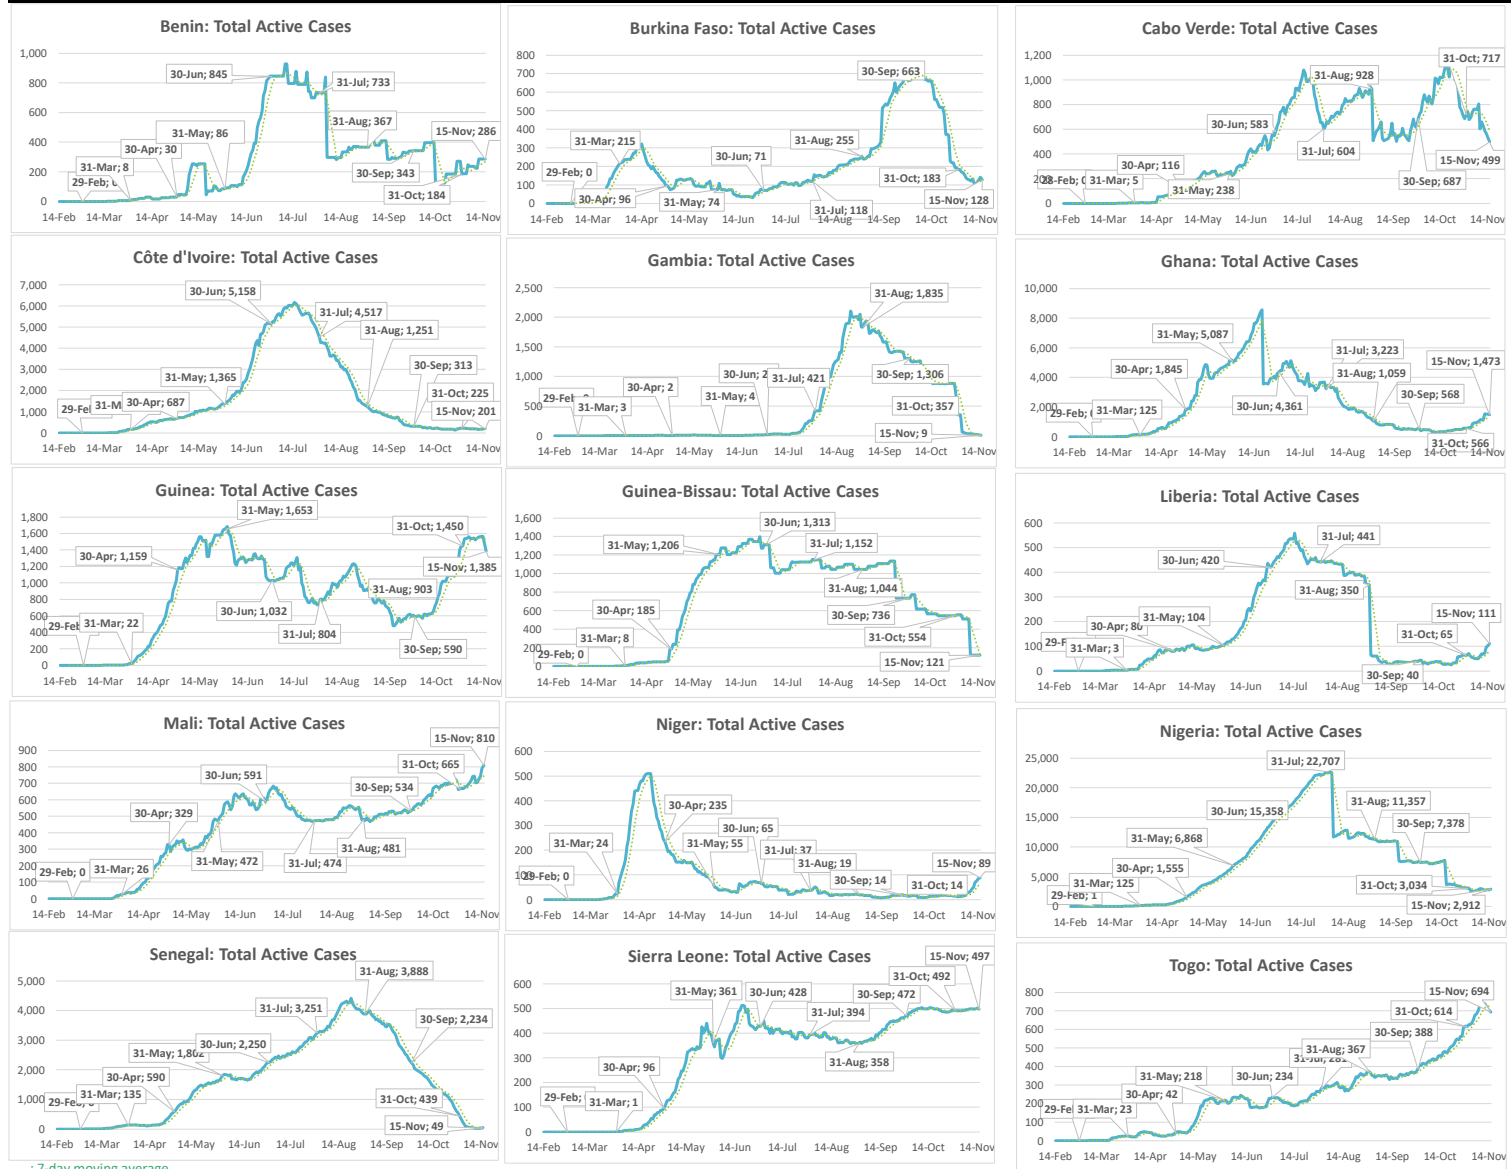 Benin: Total Active Cases
1,000
800
600
400
200
0
29-Feb;
31-Mar; 8
30-Apr; 30
31-May; 86
30-Jun; 845
31-Jul; 733
31-Aug; 367
30-Sep; 343
31-Oct; 184
15-Nov; 286
14-Feb 14-Mar 14-Apr 14-May 14-Jun 14-Jul 14-Aug 14-Sep 14-Oct 14-Nov
Burkina Faso: Total Active Cases
800
700
600
500
400
300
200
100
0
29-Feb; 0
31-Mar; 215
30-Apr; 96
31-May; 74
30-Jun; 71
31-Jul; 118
31-Aug; 255
30-Sep; 663
31-Oct; 183
15-Nov; 128
14-Feb 14-Mar 14-Apr 14-May 14-Jun 14-Jul 14-Aug 14-Sep 14-Oct 14-Nov
Cabo Verde: Total Active Cases
1,200
1,000
800
600
400
200
0
28-Feb; 0
31-Mar; 5
30-Apr; 116
31-May; 238
30-Jun; 583
31-Jul; 604
31-Aug; 928
30-Sep; 687
31-Oct; 717
15-Nov; 499
14-Feb 14-Mar 14-Apr 14-May 14-Jun 14-Jul 14-Aug 14-Sep 14-Oct 14-Nov
Côte d'Ivoire: Total Active Cases
7,000
6,000
5,000
4,000
3,000
2,000
1,000
0
29-Feb
31-M
30-Apr; 687
31-May; 1,365
30-Jun; 5,158
31-Jul; 4,517
31-Aug; 1,251
30-Sep; 313
31-Oct; 225
15-Nov; 201
14-Feb 14-Mar 14-Apr 14-May 14-Jun 14-Jul 14-Aug 14-Sep 14-Oct 14-Nov
Gambia: Total Active Cases
2,500
2,000
1,500
1,000
500
0
29-Feb; 0
31-Mar; 3
30-Apr; 2
31-May; 4
30-Jun; 2
31-Jul; 421
31-Aug; 1,835
30-Sep; 1,306
31-Oct; 357
15-Nov; 9
14-Feb 14-Mar 14-Apr 14-May 14-Jun 14-Jul 14-Aug 14-Sep 14-Oct 14-Nov
Ghana: Total Active Cases
10,000
8,000
6,000
4,000
2,000
0
29-Feb;
31-Mar; 125
30-Apr; 1,845
31-May; 5,087
30-Jun; 4,361
31-Jul; 3,223
31-Aug; 1,059
30-Sep; 568
31-Oct; 566
15-Nov; 1,473
14-Feb 14-Mar 14-Apr 14-May 14-Jun 14-Jul 14-Aug 14-Sep 14-Oct 14-Nov
Guinea: Total Active Cases
1,800
1,600
1,400
1,200
1,000
800
600
400
200
0
29-Feb
31-Mar; 22
30-Apr; 1,159
31-May; 1,653
30-Jun; 1,032
31-Jul; 804
31-Aug; 903
30-Sep; 590
31-Oct; 1,450
15-Nov; 1,385
14-Feb 14-Mar 14-Apr 14-May 14-Jun 14-Jul 14-Aug 14-Sep 14-Oct 14-Nov
Guinea-Bissau: Total Active Cases
1,600
1,400
1,200
1,000
800
600
400
200
0
29-Feb; 0
31-Mar; 8
30-Apr; 185
31-May; 1,206
30-Jun; 1,313
31-Jul; 1,152
31-Aug; 1,044
30-Sep; 736
31-Oct; 554
15-Nov; 121
14-Feb 14-Mar 14-Apr 14-May 14-Jun 14-Jul 14-Aug 14-Sep 14-Oct 14-Nov
Liberia: Total Active Cases
600
500
400
300
200
100
0
29-F
31-Mar; 3
30-Apr; 80
31-May; 104
30-Jun; 420
31-Jul; 441
31-Aug; 350
30-Sep; 40
31-Oct; 65
15-Nov; 111
14-Feb 14-Mar 14-Apr 14-May 14-Jun 14-Jul 14-Aug 14-Sep 14-Oct 14-Nov
Mali: Total Active Cases
900
800
700
600
500
400
300
200
100
0
29-Feb; 0
31-Mar; 26
30-Apr; 329
31-May; 472
30-Jun; 591
31-Jul; 474
31-Aug; 481
30-Sep; 534
31-Oct; 665
15-Nov; 810
14-Feb 14-Mar 14-Apr 14-May 14-Jun 14-Jul 14-Aug 14-Sep 14-Oct 14-Nov
Niger: Total Active Cases
600
500
400
300
200
100
0
29-Feb; 0
31-Mar; 24
30-Apr; 235
31-May; 55
30-Jun; 65
31-Jul; 37
31-Aug; 19
30-Sep; 14
31-Oct; 14
15-Nov; 89
14-Feb 14-Mar 14-Apr 14-May 14-Jun 14-Jul 14-Aug 14-Sep 14-Oct 14-Nov
Nigeria: Total Active Cases
25,000
20,000
15,000
10,000
5,000
0
29-Feb; 1
31-Mar; 125
30-Apr; 1,555
31-May; 6,868
30-Jun; 15,358
31-Jul; 22,707
31-Aug; 11,357
30-Sep; 7,378
31-Oct; 3,034
15-Nov; 2,912
14-Feb 14-Mar 14-Apr 14-May 14-Jun 14-Jul 14-Aug 14-Sep 14-Oct 14-Nov
Senegal: Total Active Cases
5,000
4,000
3,000
2,000
1,000
0
29-Feb; 0
31-Mar; 135
30-Apr; 590
31-May; 1,802
30-Jun; 2,250
31-Jul; 3,251
31-Aug; 3,888
30-Sep; 2,234
31-Oct; 439
15-Nov; 49
14-Feb 14-Mar 14-Apr 14-May 14-Jun 14-Jul 14-Aug 14-Sep 14-Oct 14-Nov
Sierra Leone: Total Active Cases
600
500
400
300
200
100
0
29-Feb;
31-Mar; 1
30-Apr; 96
31-May; 361
30-Jun; 428
31-Jul; 394
31-Aug; 358
30-Sep; 472
31-Oct; 492
15-Nov; 497
14-Feb 14-Mar 14-Apr 14-May 14-Jun 14-Jul 14-Aug 14-Sep 14-Oct 14-Nov
Togo: Total Active Cases
800
700
600
500
400
300
200
100
0
29-Feb
31-Mar; 23
30-Apr; 42
31-May; 218
30-Jun; 234
31-Jul; 281
31-Aug; 367
30-Sep; 388
31-Oct; 614
15-Nov; 694
14-Feb 14-Mar 14-Apr 14-May 14-Jun 14-Jul 14-Aug 14-Sep 14-Oct 14-Nov
: 7-day moving average